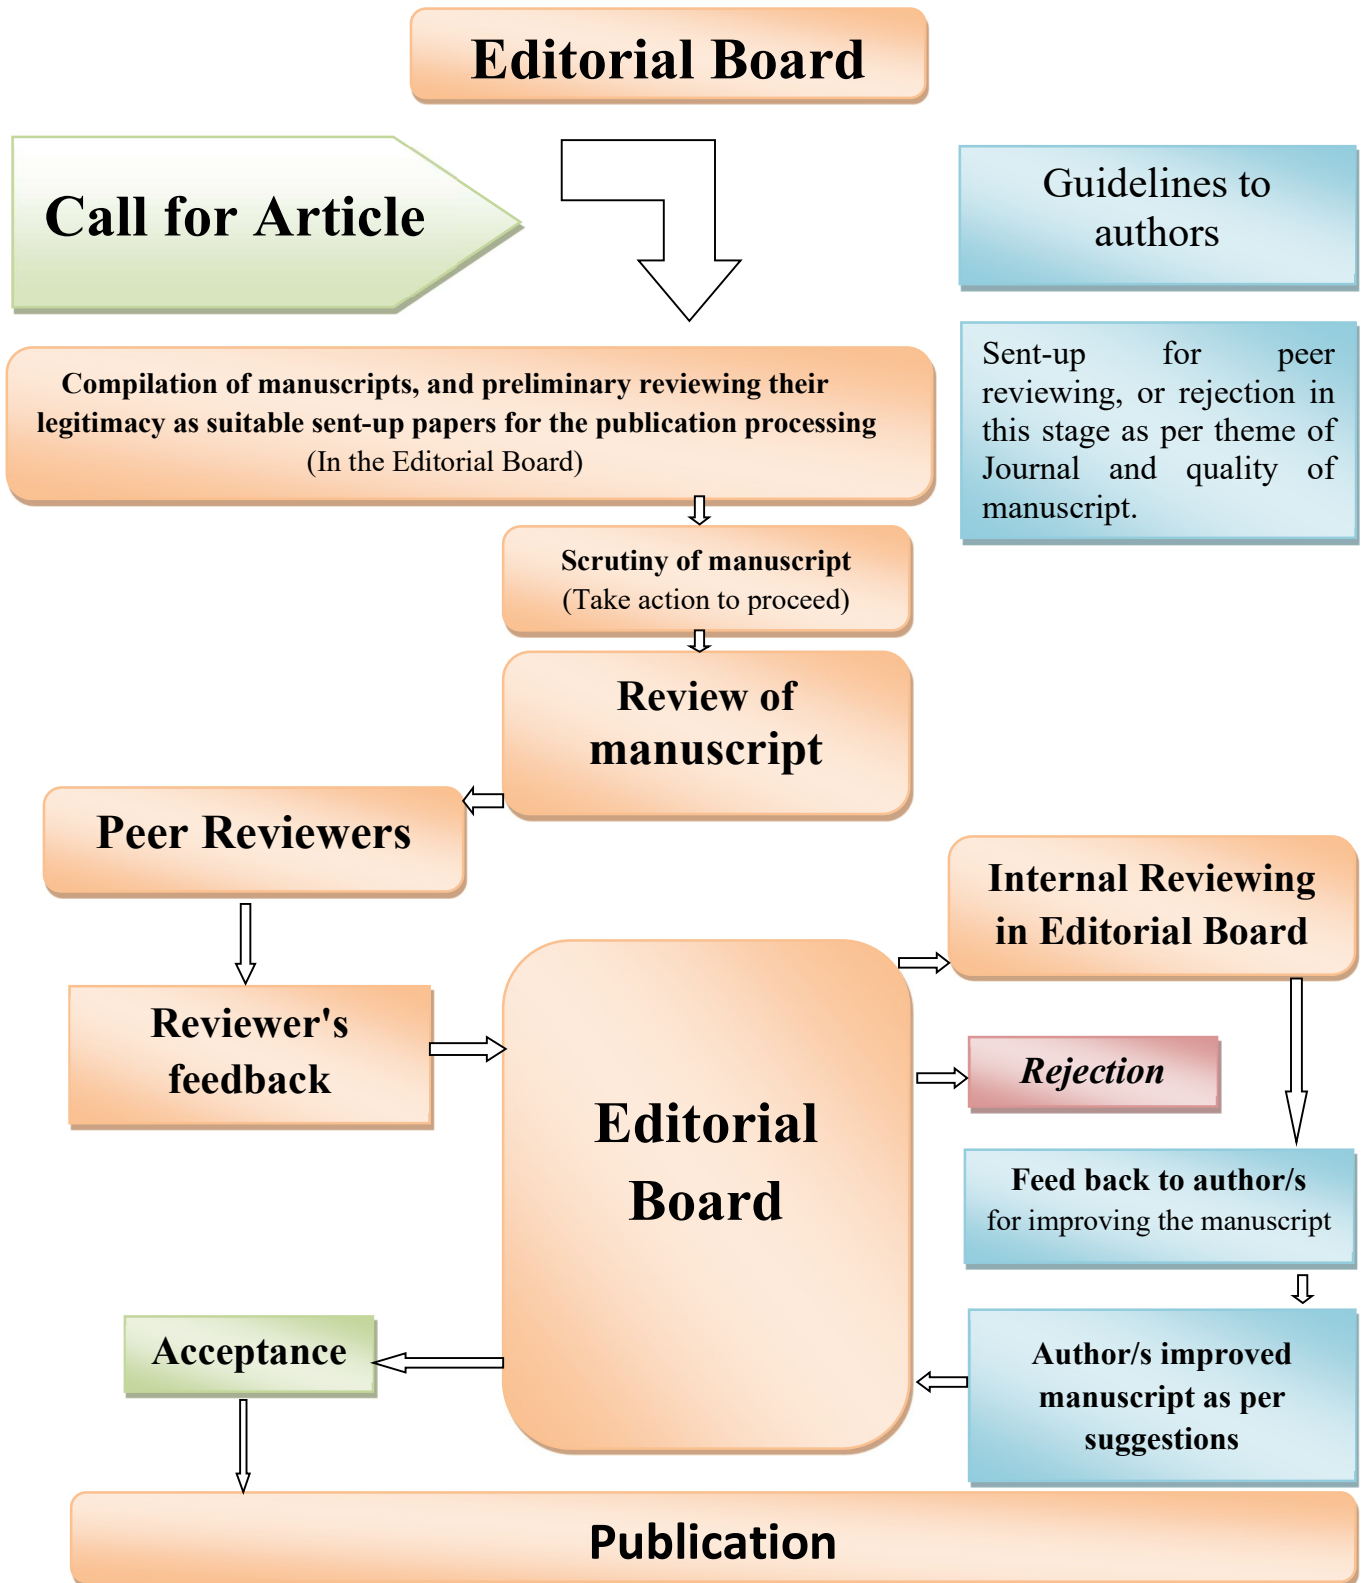 Editorial Board
Call for Article
Guidelines to
authors
Compilation of manuscripts, and preliminary reviewing their
legitimacy as suitable sent-up papers for the publication processing
(In the Editorial Board)
Sent-up for peer
reviewing, or rejection in
this stage as per theme of
Journal and quality of
manuscript.
Scrutiny of manuscript
(Take action to proceed)
Review of
manuscript
Peer Reviewers
Internal Reviewing
in Editorial Board
Reviewer's
feedback
Editorial
Board
Rejection
Feed back to author/s
for improving the manuscript
Acceptance
Author/s improved
manuscript as per
suggestions
Publication